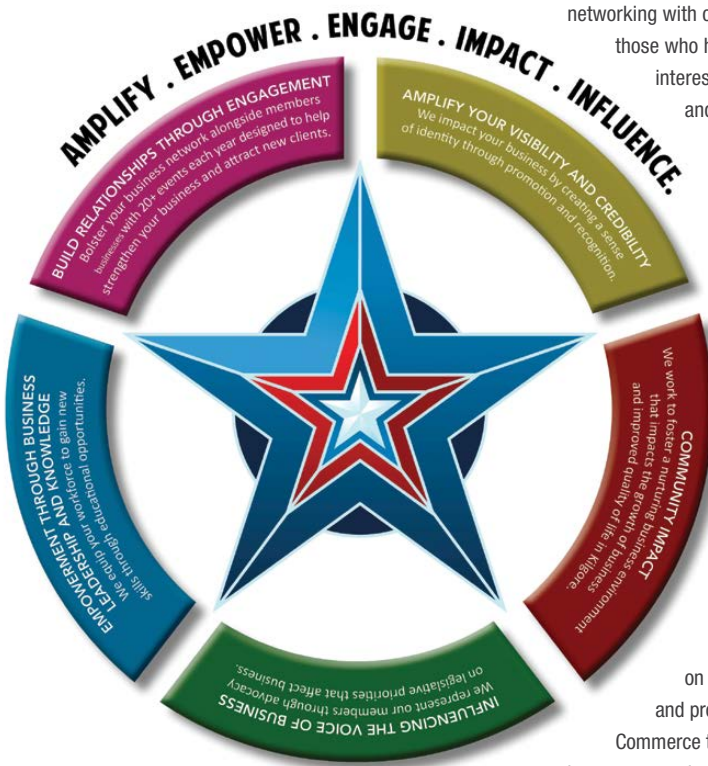 AMPLIFY . EMPOWER . ENGAGE . IMPACT . INFLUENCE.
BUILD RELATIONSHIPS THROUGH ENGAGEMENT
Bolster your business network alongside members
businesses with 20+ events each year designed to help
strengthen your business and attract new clients.
AMPLIFY YOUR VISIBILITY AND CREDIBILITY
We impact your business by creating a sense
of identity through promotion and recognition.
COMMUNITY IMPACT
We work to foster a nurturing business environment
that impacts the growth of business
and improved quality of life in Kilgore.
INFLUENCING THE VOICE OF BUSINESS
We represent our members through advocacy
on legislative priorities that affect business.
EMPOWERMENT THROUGH BUSINESS
LEADERSHIP AND KNOWLEDGE
We equip your workforce to gain new
skills through educational opportunities.
networking with
those who
interes
and
on
and
Commerce